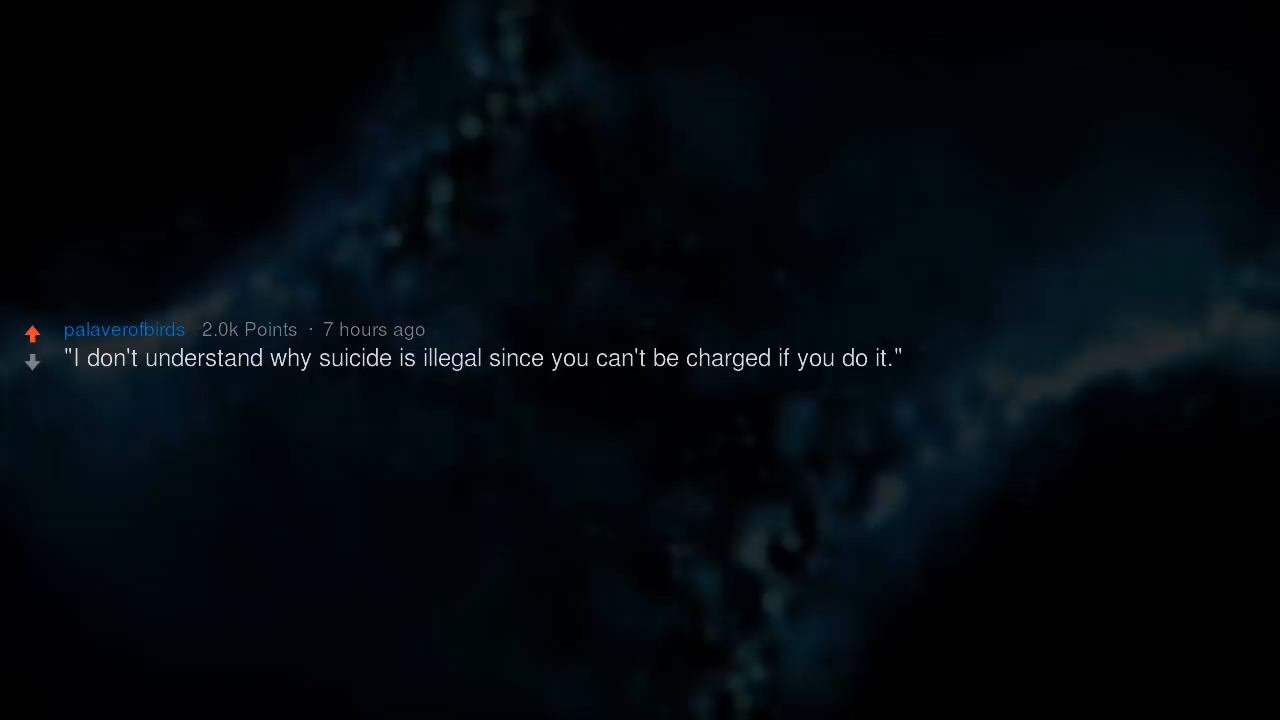 palaverofbirds 2.0k Points · 7 hours ago
"I don't understand why suicide is illegal since you can't be charged if you do it."